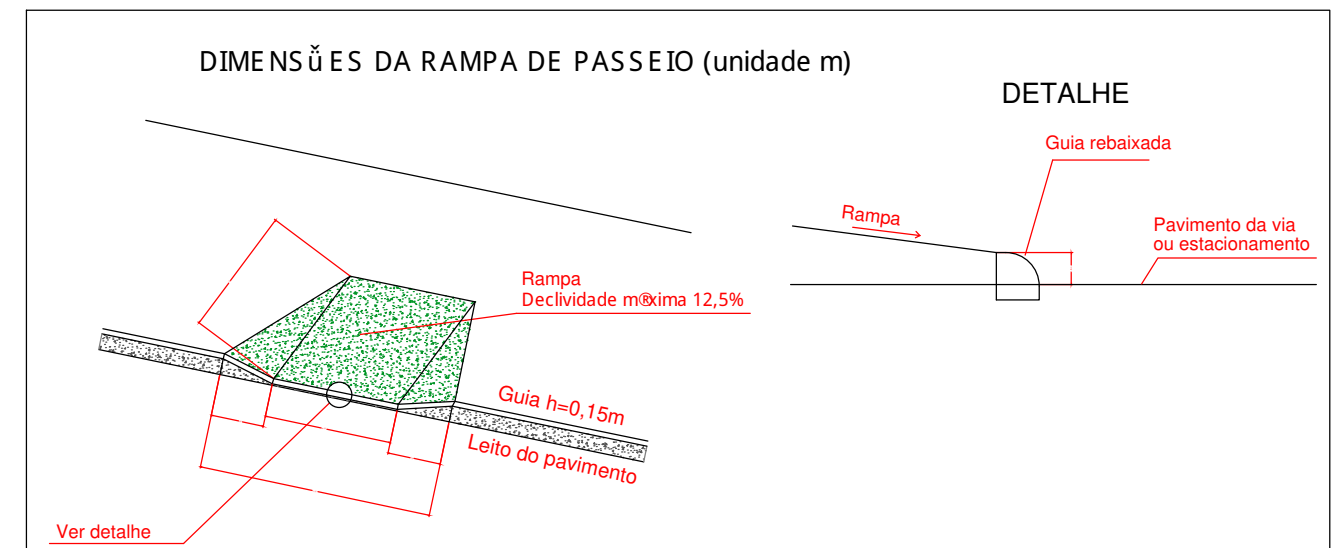 DIMENSǓES DA RAMPA DE PASSEIO (unidade m)
DETALHE
Guia rebaixada
Rampa
Pavimento da via
ou estacionamento
Rampa
Declividade m®xima 12,5%
Guia h=0,15m
Leito do pavimento
Ver detalhe